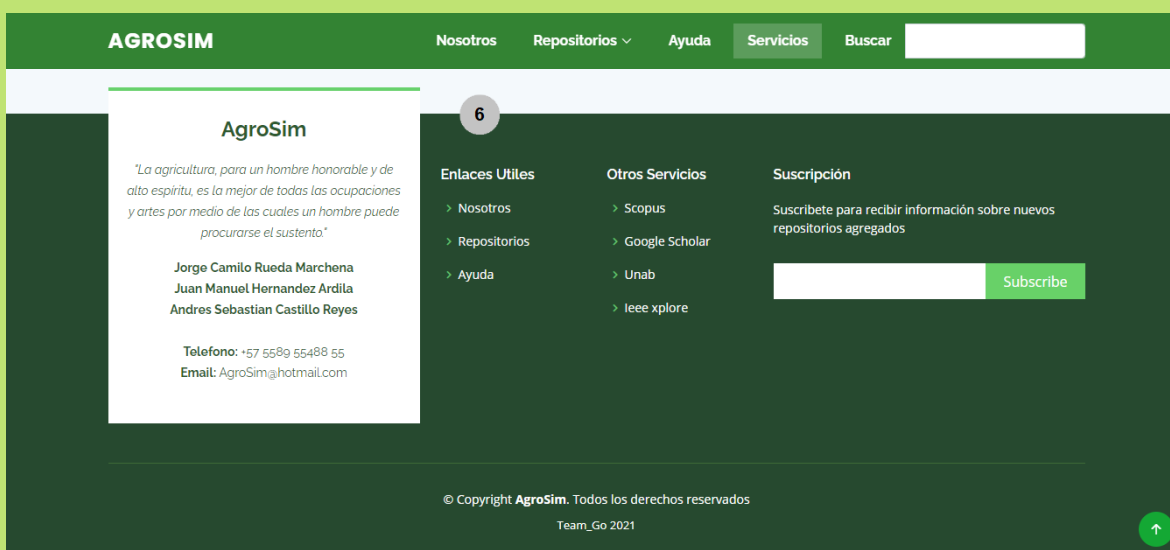 AGROSIM
Nosotros
Repositorios
Ayuda
Servicios
Buscar
6
AgroSim
"La agricultura, para un hombre honorable y de
alto espíritu, es la mejor de todas las ocupaciones
y artes por medio de las cuales un hombre puede
procurarse el sustento."
Jorge Camilo Rueda Marchena
Juan Manuel Hernandez Ardila
Andres Sebastian Castillo Reyes
Telefono: +57 5589 55488 55
Email: AgroSim@hotmail.com
Enlaces Utiles
Nosotros
Repositorios
Ayuda
Otros Servicios
Scopus
Google Scholar
Unab
Ieee xplore
Suscripción
Suscribete para recibir información sobre nuevos
repositorios agregados
Subscribe
© Copyright AgroSim. Todos los derechos reservados
Team_Go 2021